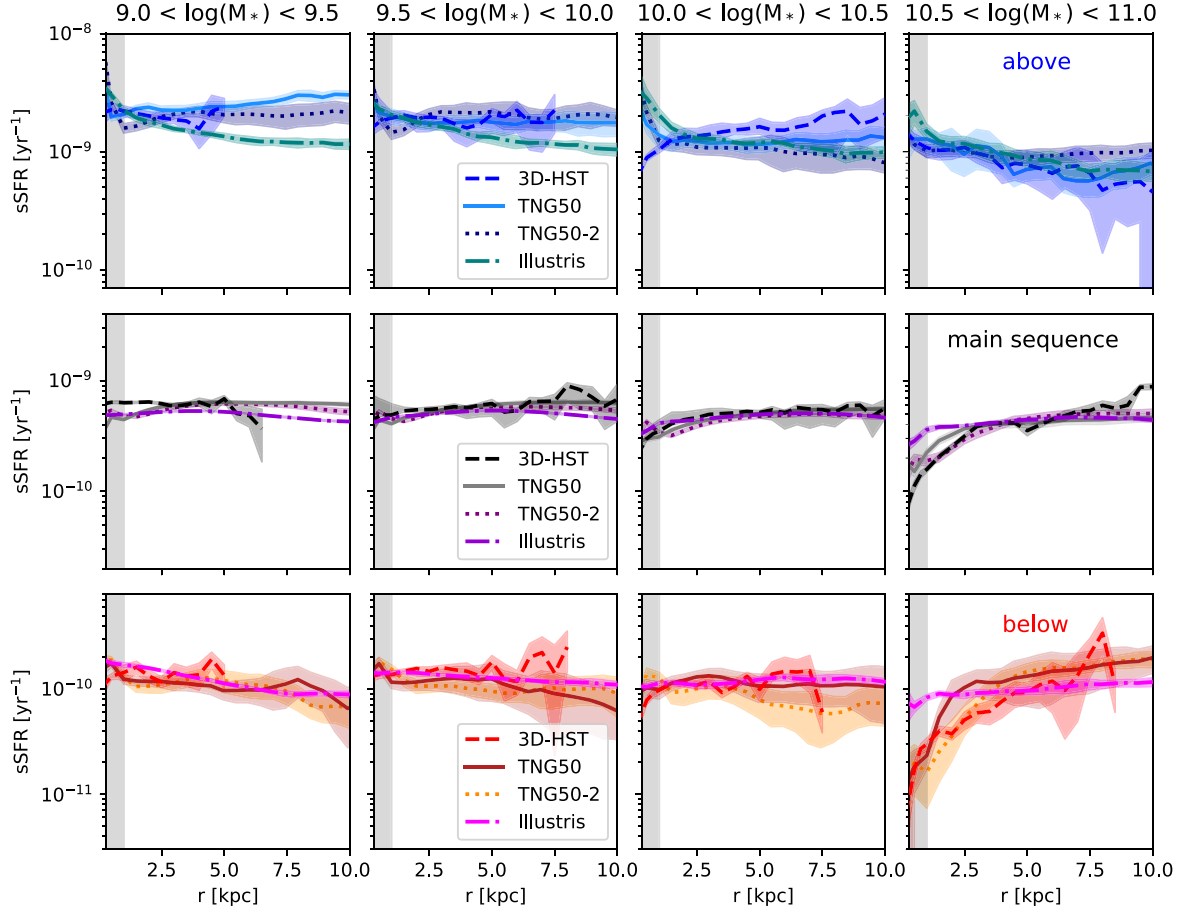 9.0 < log(M*) < 9.5
9.5 < log(M*) < 10.0
10.0 < log(M*) < 10.5
10.5 < log(M*) < 11.0
10⁻⁸
10⁻⁹
10⁻¹⁰
sSFR [yr⁻¹]
3D-HST
TNG50
TNG50-2
Illustris
above
10⁻⁹
10⁻¹⁰
sSFR [yr⁻¹]
3D-HST
TNG50
TNG50-2
Illustris
main sequence
10⁻¹⁰
10⁻¹¹
sSFR [yr⁻¹]
3D-HST
TNG50
TNG50-2
Illustris
below
2.5 5.0 7.5 10.0 2.5 5.0 7.5 10.0 2.5 5.0 7.5 10.0 2.5 5.0 7.5 10.0
r [kpc] r [kpc] r [kpc] r [kpc]